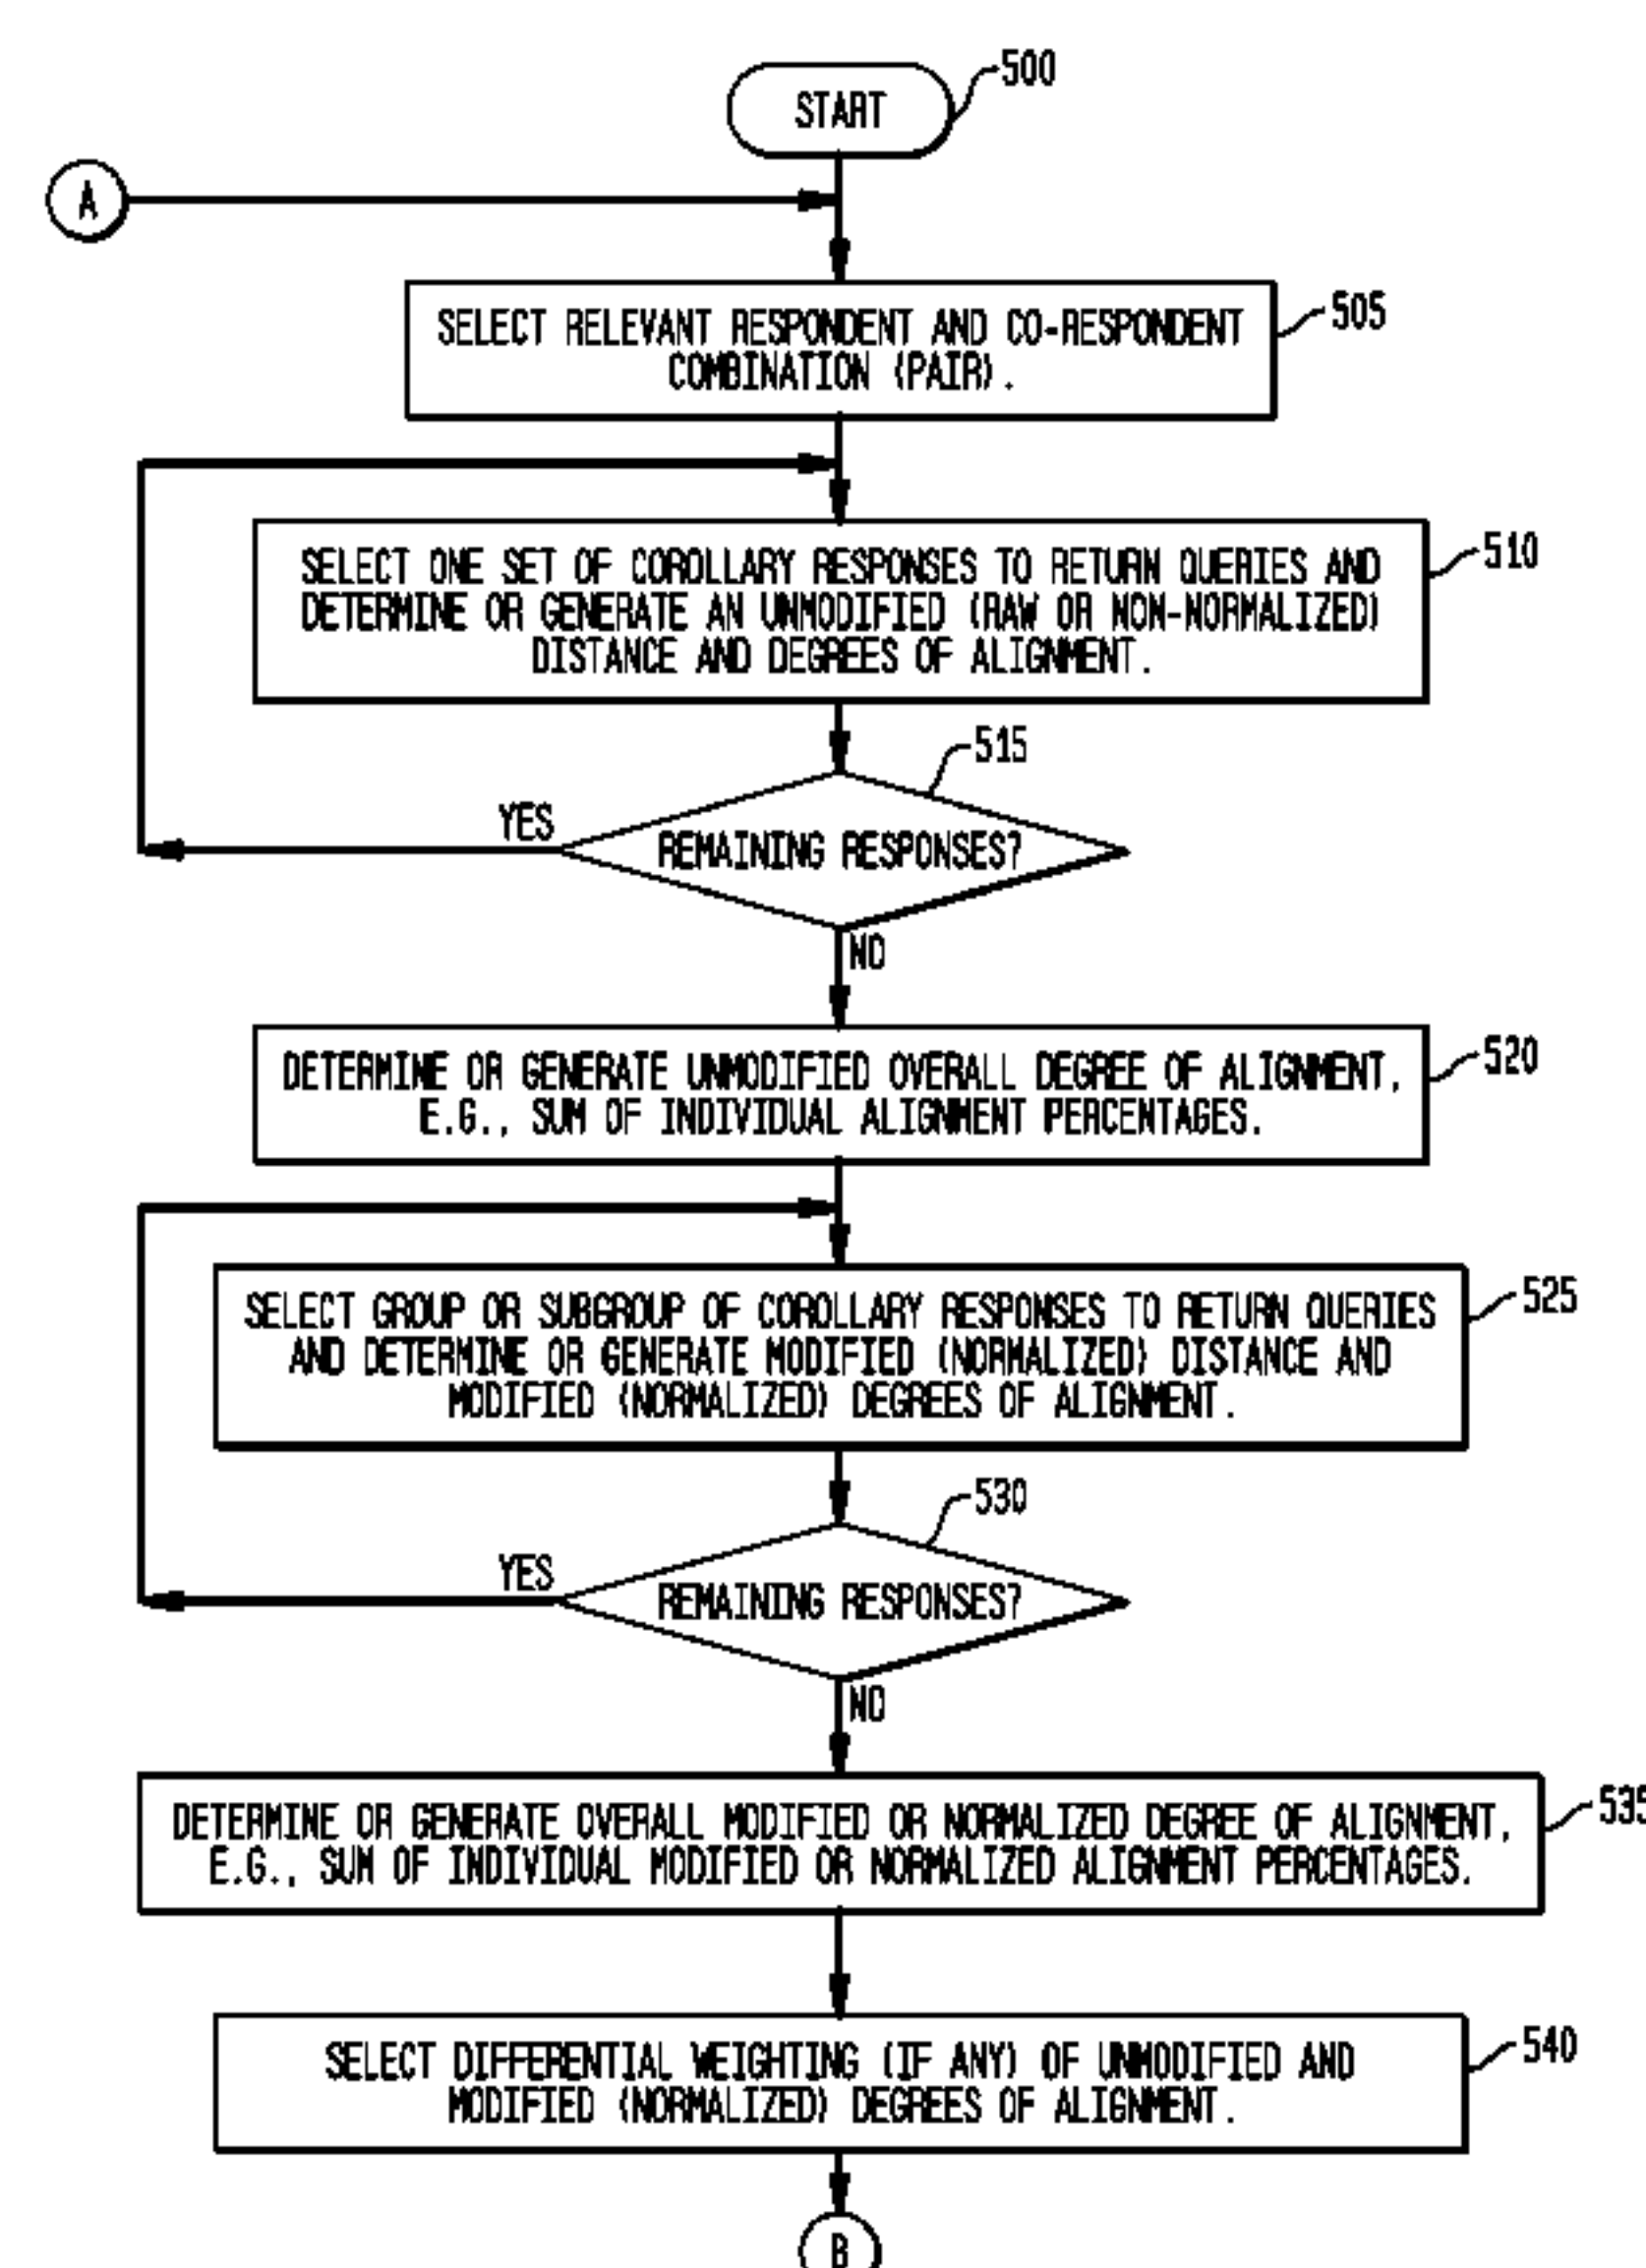 500
START
A
505
SELECT RELEVANT RESPONDENT AND CO-RESPONDENT
COMBINATION (PAIR).
510
SELECT ONE SET OF COROLLARY RESPONSES TO RETURN QUERIES AND
DETERMINE OR GENERATE AN UNMODIFIED (RAW OR NON-NORMALIZED)
DISTANCE AND DEGREES OF ALIGNMENT.
515
YES
REMAINING RESPONSES?
NO
520
DETERMINE OR GENERATE UNMODIFIED OVERALL DEGREE OF ALIGNMENT,
E.G., SUM OF INDIVIDUAL ALIGNMENT PERCENTAGES.
525
SELECT GROUP OR SUBGROUP OF COROLLARY RESPONSES TO RETURN QUERIES
AND DETERMINE OR GENERATE MODIFIED (NORMALIZED) DISTANCE AND
MODIFIED (NORMALIZED) DEGREES OF ALIGNMENT.
530
YES
REMAINING RESPONSES?
NO
535
DETERMINE OR GENERATE OVERALL MODIFIED OR NORMALIZED DEGREE OF ALIGNMENT,
E.G., SUM OF INDIVIDUAL MODIFIED OR NORMALIZED ALIGNMENT PERCENTAGES.
540
SELECT DIFFERENTIAL WEIGHTING (IF ANY) OF UNMODIFIED AND
MODIFIED (NORMALIZED) DEGREES OF ALIGNMENT.
B